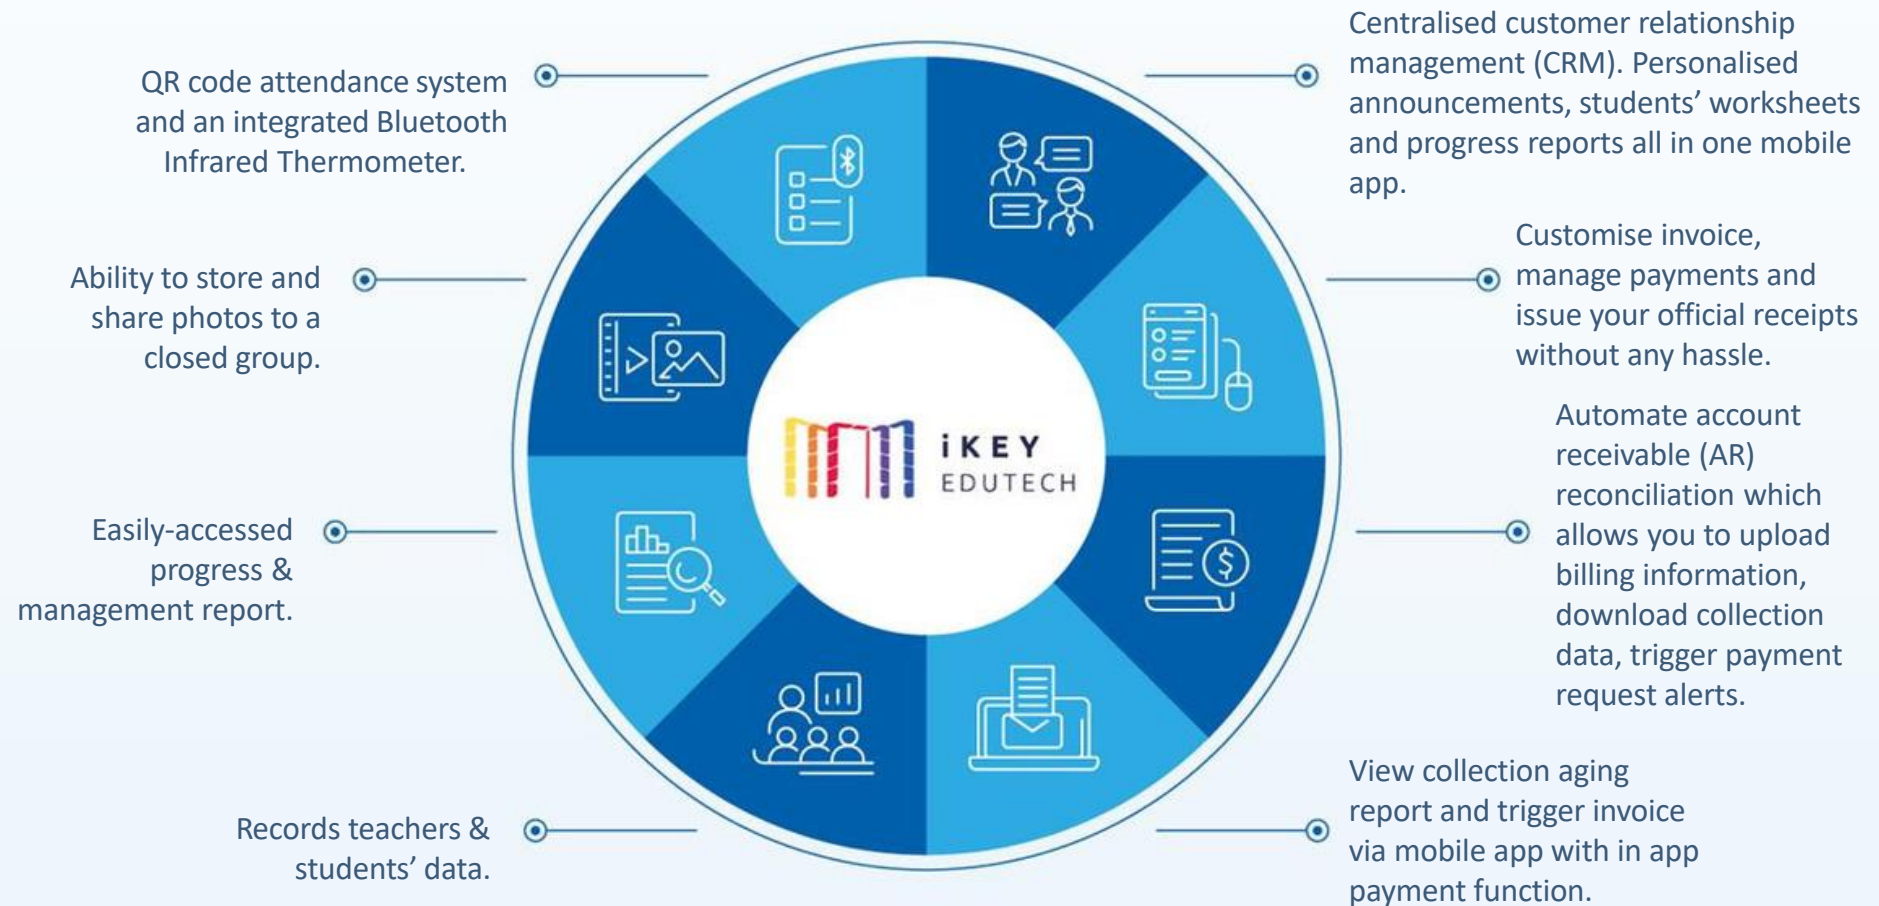 QR code attendance system
and an integrated Bluetooth
Infrared Thermometer.
Ability to store and
share photos to a
closed group.
Easily-accessed
progress &
management report.
Records teachers &
students’ data.
iKEY
EDUTECH
Centralised customer relationship
management (CRM). Personalised
announcements, students’ worksheets
and progress reports all in one mobile
app.
Customise invoice,
manage payments and
issue your official receipts
without any hassle.
Automate account
receivable (AR)
reconciliation which
allows you to upload
billing information,
download collection
data, trigger payment
request alerts.
View collection aging
report and trigger invoice
via mobile app with in app
payment function.